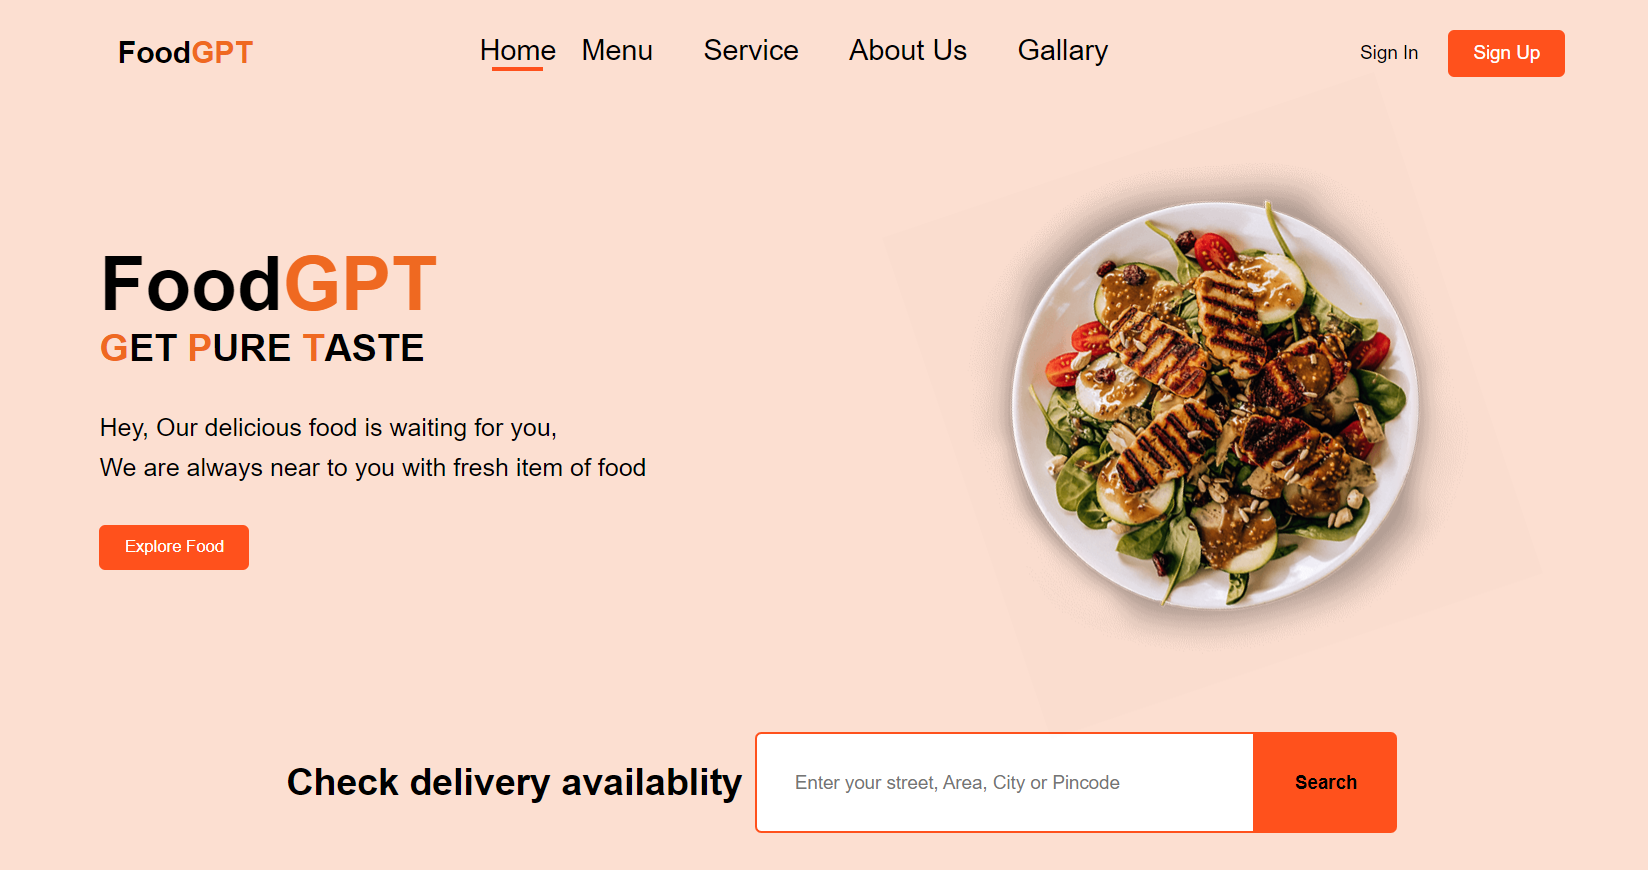 FoodGPT
Home Menu Service About Us Gallary
Sign In Sign Up
FoodGPT
GET PURE TASTE
Hey, Our delicious food is waiting for you,
We are always near to you with fresh item of food
Explore Food
Check delivery availablity
Enter your street, Area, City or Pincode
Search